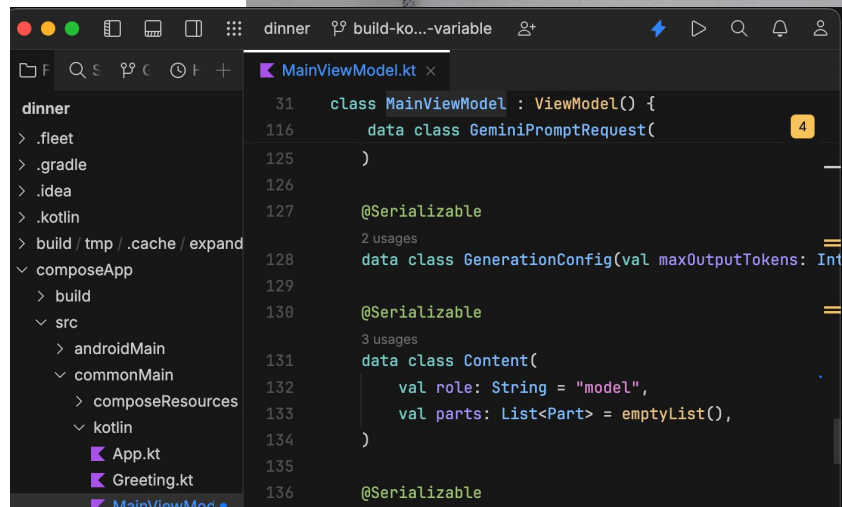 dinner build-ko...-variable
F S C H
MainViewModel.kt
dinner
.fleet
.gradle
.idea
.kotlin
build / tmp / .cache / expand
composeApp
build
src
androidMain
commonMain
composeResources
kotlin
App.kt
Greeting.kt
MainViewMod
31 class MainViewModel : ViewModel() {
116 data class GeminiPromptRequest( 4
125 )
126
127 @Serializable
2 usages
128 data class GenerationConfig(val maxOutputTokens: Int
129
130 @Serializable
3 usages
131 data class Content(
132 val role: String = "model",
133 val parts: List<Part> = emptyList(),
134 )
135
136 @Serializable